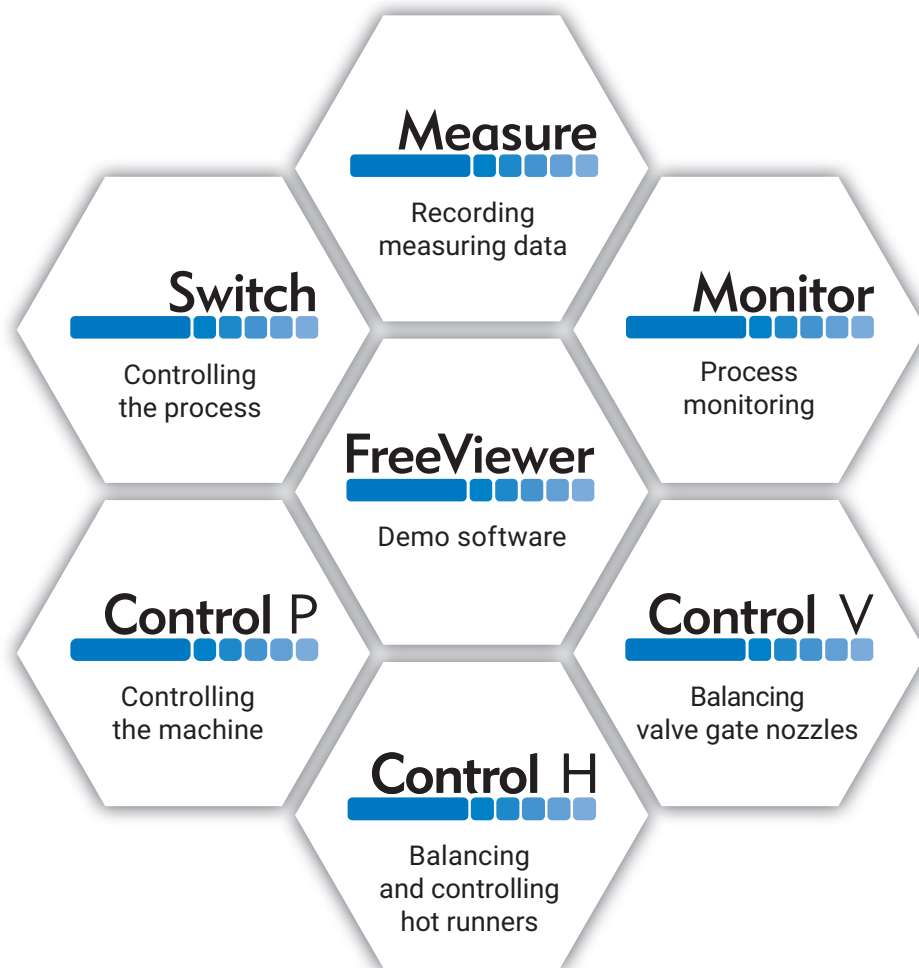 Measure
Recording
measuring data
Switch
Controlling
the process
Monitor
Process
monitoring
FreeViewer
Demo software
Control P
Controlling
the machine
Control V
Balancing
valve gate nozzles
Control H
Balancing
and controlling
hot runners